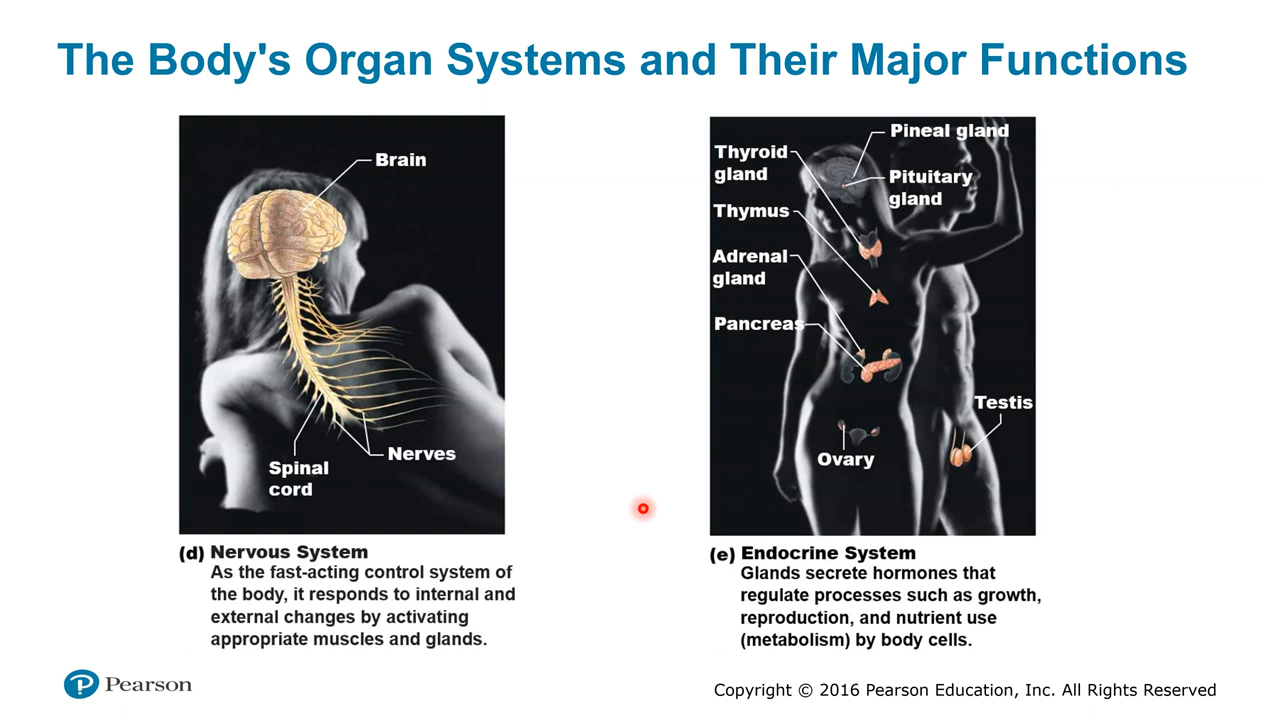 The Body's Organ Systems and Their Major Functions
Brain
Spinal
cord
Nerves
(d) Nervous System
As the fast-acting control system of
the body, it responds to internal and
external changes by activating
appropriate muscles and glands.
Pineal gland
Thyroid
gland
Pituitary
gland
Thymus
Adrenal
gland
Pancreas
Testis
Ovary
(e) Endocrine System
Glands secrete hormones that
regulate processes such as growth,
reproduction, and nutrient use
(metabolism) by body cells.
P Pearson
Copyright © 2016 Pearson Education, Inc. All Rights Reserved